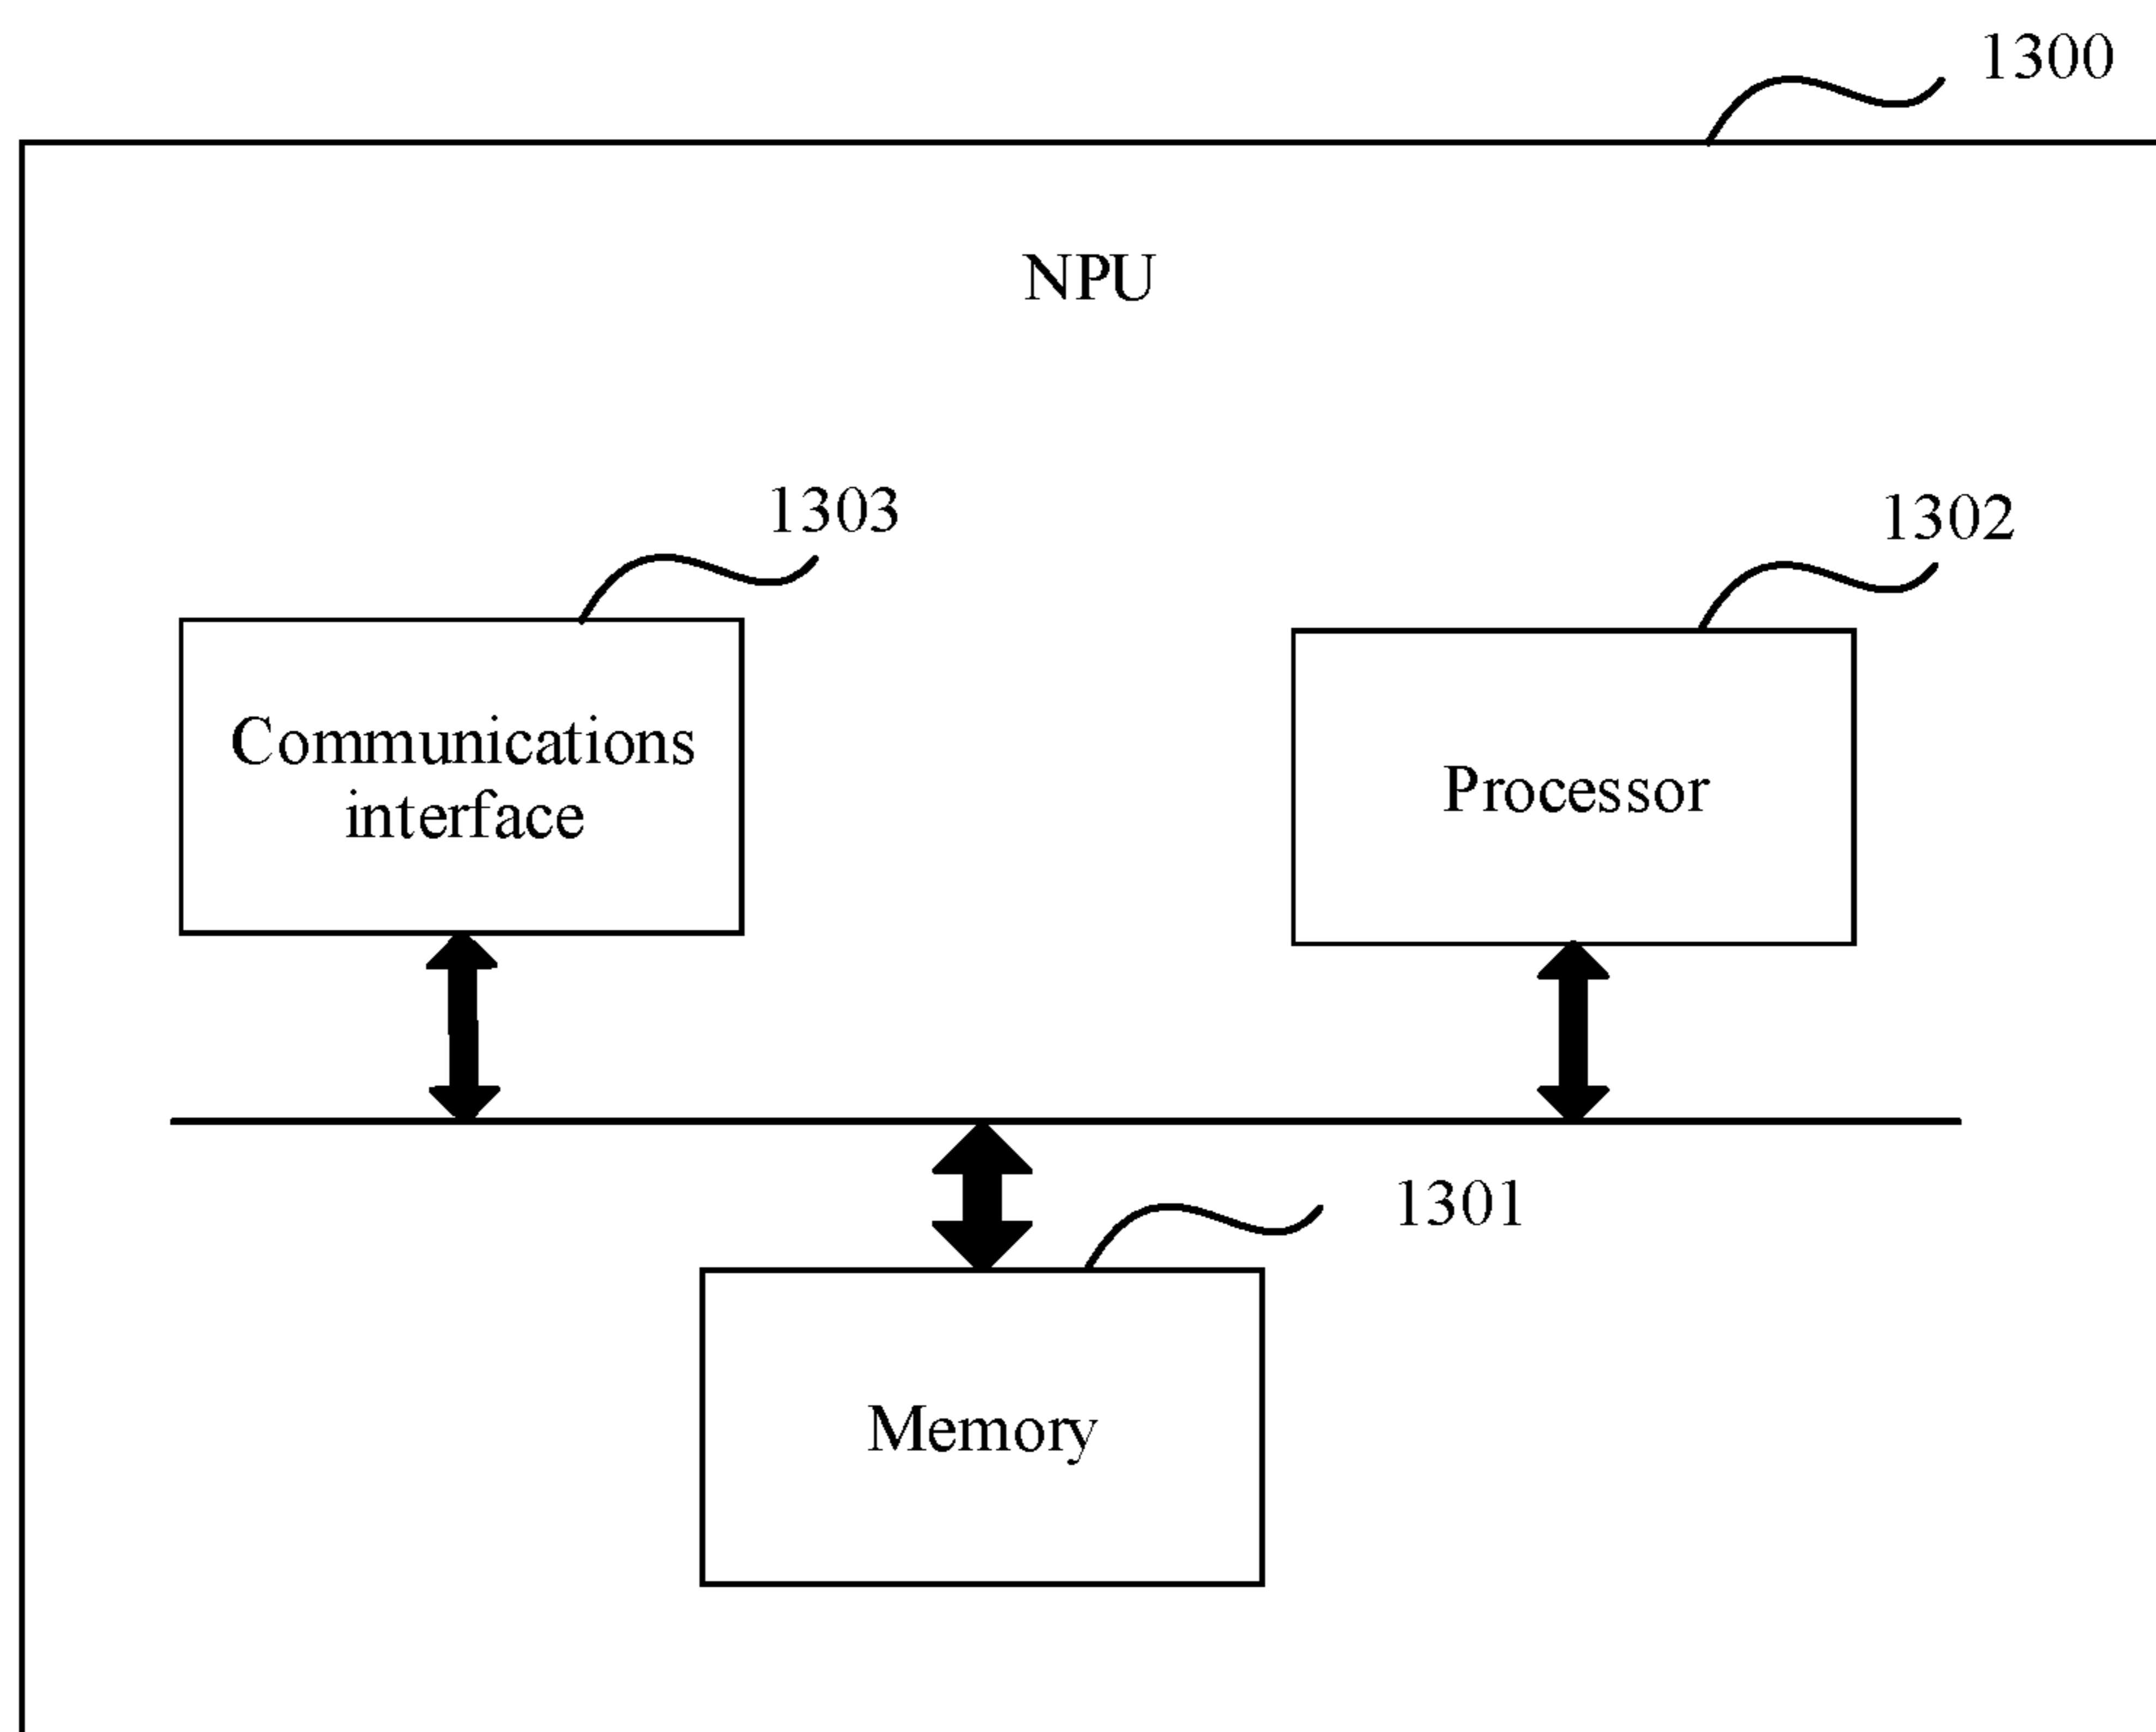 1300
NPU
1303
1302
Communications
interface
Processor
1301
Memory